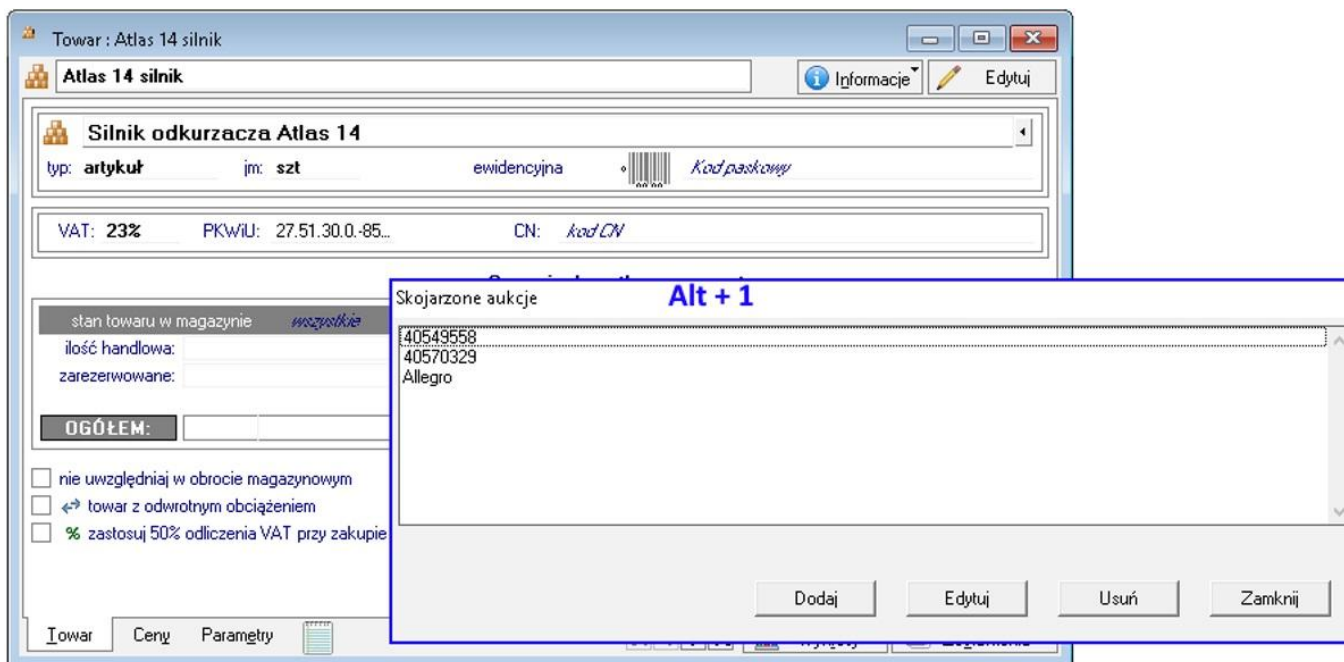 Towar : Atlas 14 silnik
Atlas 14 silnik
Informacje
Edytuj
Silnik odkurzacza Atlas 14
typ: artykuł jm: szt ewidencyjna Kod paskowy
VAT: 23% PKWiU: 27.51.30.0.-85... CN: kod CN
Skojarzone aukcje
Alt + 1
stan towaru w magazynie wszystkie
ilość handlowa:
zarezerwowane:
OGÓŁEM:
40549558
40570329
Allegro
nie uwzględniaj w obrocie magazynowym
towar z odwrotnym obciążeniem
% zastosuj 50% odliczenia VAT przy zakupie
Dodaj Edytuj Usuń Zamknij
Towar Ceny Parametry